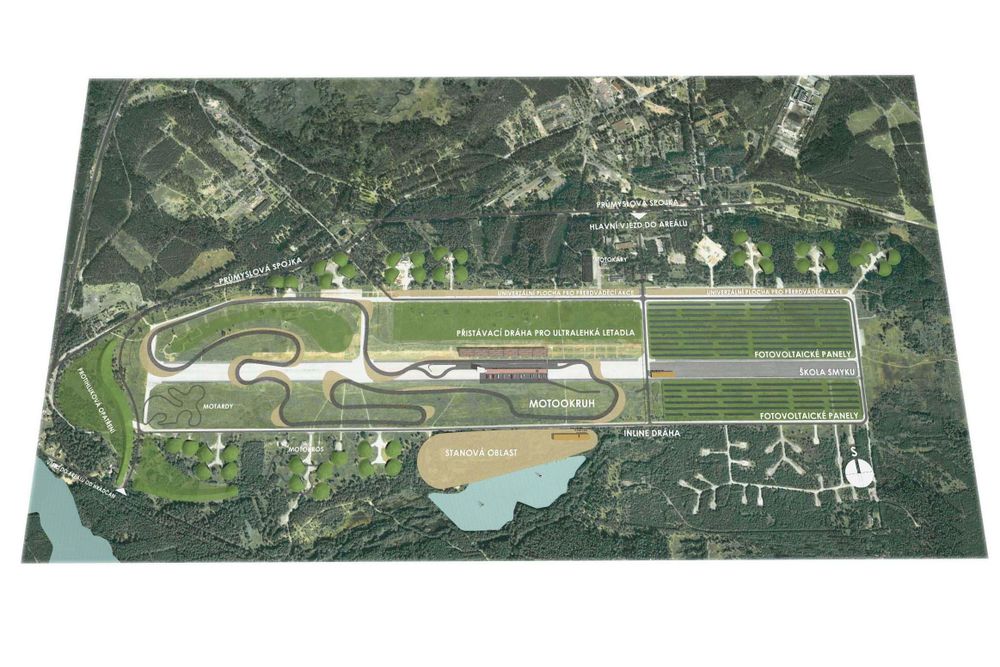 PRŮMYSLOVÁ SPOJKA
HLAVNÍ VJEZD DO AREÁLU
MOTOKÁRY
PRŮMYSLOVÁ SPOJKA
UNIVERZÁLNÍ PLOCHA PRO PŘEDVÁDĚCÍ AKCE
UNIVERZÁLNÍ PLOCHA PRO PŘEDVÁDĚCÍ AKCE
PŘISTÁVACÍ DRÁHA PRO ULTRALEHKÁ LETADLA
FOTOVOLTAICKÉ PANELY
ŠKOLA SMYKU
PROTIHLUKOVÁ OPATŘENÍ
MOTARDY
MOTOOKRUH
FOTOVOLTAICKÉ PANELY
INLINE DRÁHA
MOTOKROS
STANOVÁ OBLAST
S
DO AREÁLU